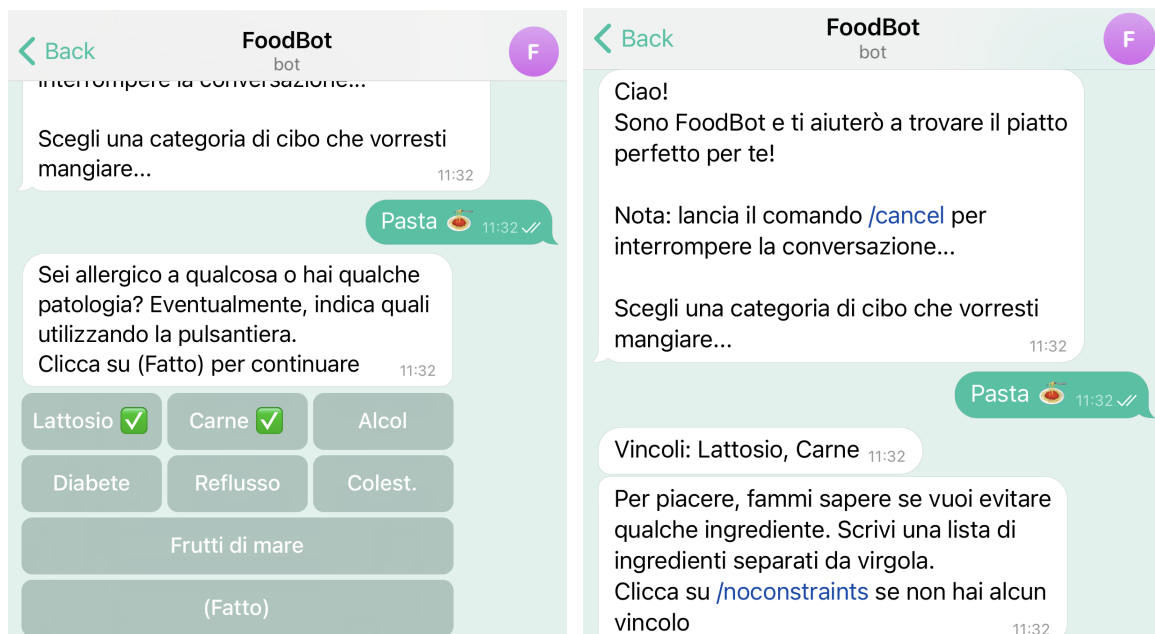 Back
FoodBot
bot
F
interrompere la conversazione...
Scegli una categoria di cibo che vorresti
mangiare...
11:32
Pasta 🍝 11:32
Sei allergico a qualcosa o hai qualche
patologia? Eventualmente, indica quali
utilizzando la pulsantiera.
Clicca su (Fatto) per continuare
11:32
Lattosio ✅ Carne ✅ Alcol
Diabete Reflusso Colest.
Frutti di mare
(Fatto)
Back
FoodBot
bot
F
Ciao!
Sono FoodBot e ti aiuterò a trovare il piatto
perfetto per te!
Nota: lancia il comando /cancel per
interrompere la conversazione...
Scegli una categoria di cibo che vorresti
mangiare...
11:32
Pasta 🍝 11:32
Vincoli: Lattosio, Carne 11:32
Per piacere, fammi sapere se vuoi evitare
qualche ingrediente. Scrivi una lista di
ingredienti separati da virgola.
Clicca su /noconstraints se non hai alcun
vincolo
11:32